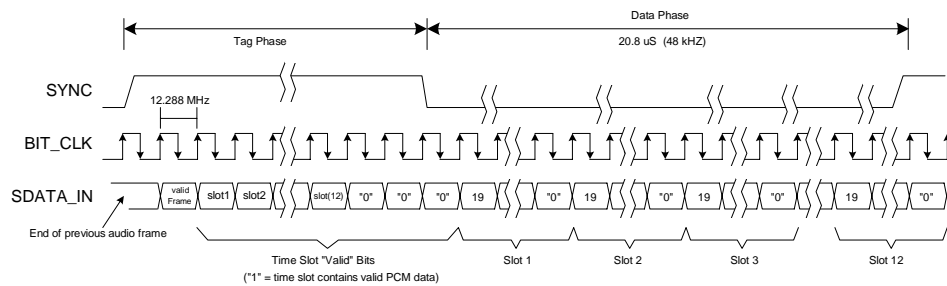 Data Phase
Tag Phase
20.8 uS (48 kHZ)
SYNC
12.288 MHz
BIT_CLK
SDATA_IN
valid Frame slot1 slot2 slot(12) "0" "0" "0" 19 "0" 19 "0" 19 "0" 19 "0"
End of previous audio frame
Time Slot "Valid" Bits
Slot 1 Slot 2 Slot 3 Slot 12
("1" = time slot contains valid PCM data)